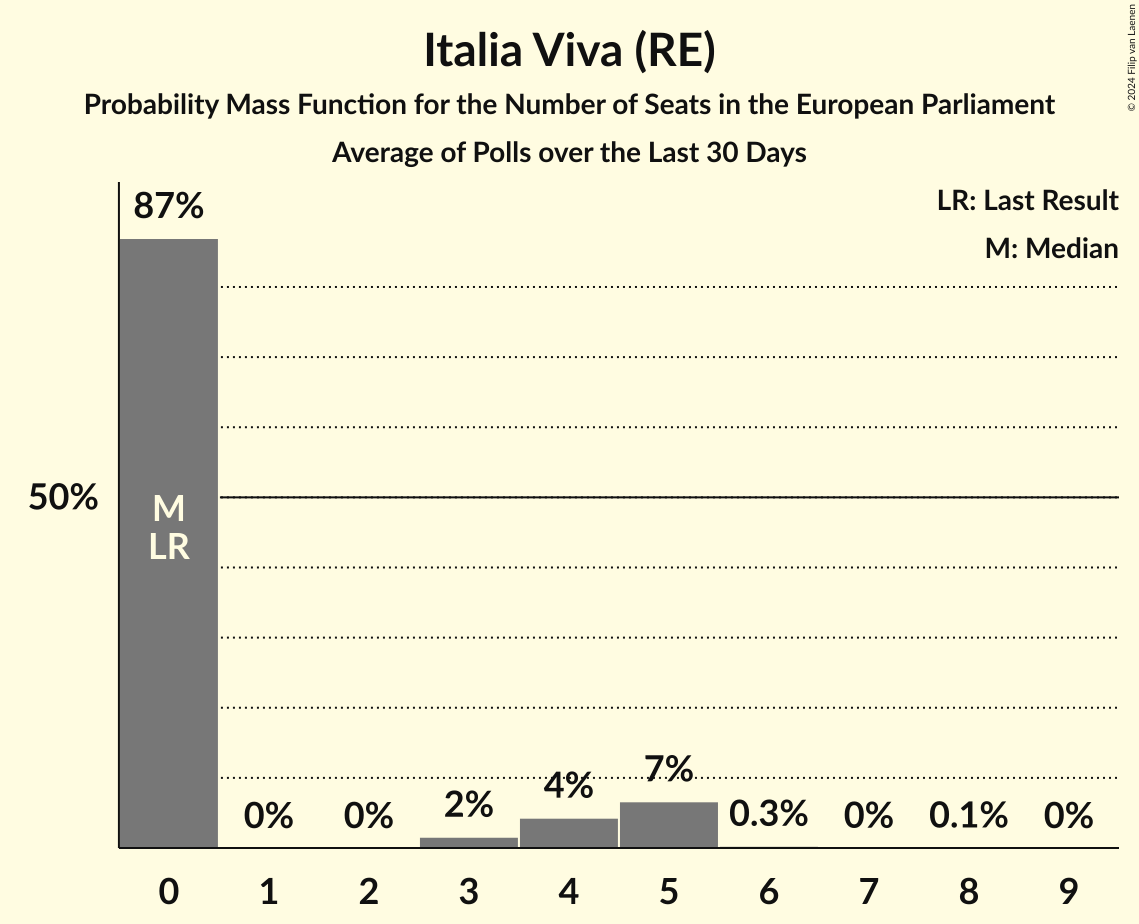 Italia Viva (RE)
Probability Mass Function for the Number of Seats in the European Parliament
Average of Polls over the Last 30 Days
© 2024 Filip van Laenen
LR: Last Result
M: Median
87%
50%
M
LR
0%
0%
2%
4%
7%
0.3%
0%
0.1%
0%
0 1 2 3 4 5 6 7 8 9